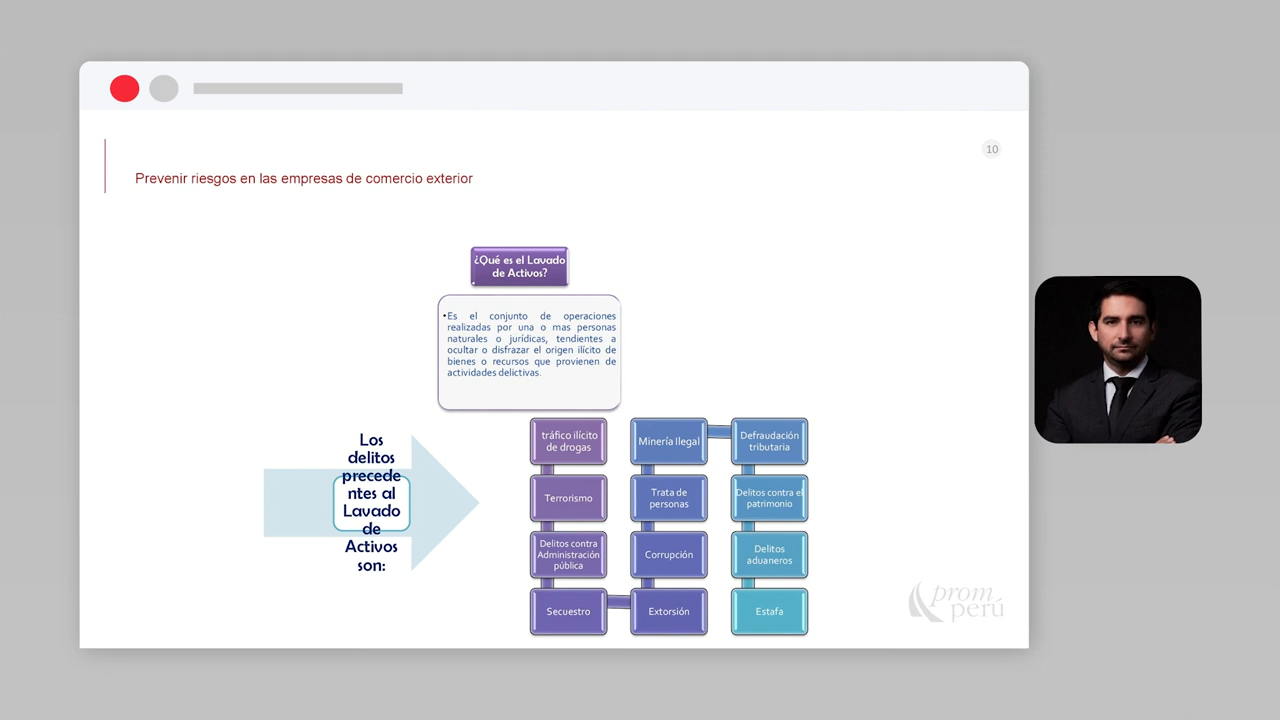 10
Prevenir riesgos en las empresas de comercio exterior
¿Qué es el Lavado
de Activos?
•Es el conjunto de operaciones
realizadas por una o mas personas
naturales o jurídicas, tendientes a
ocultar o disfrazar el origen ilícito de
bienes o recursos que provienen de
actividades delictivas.
Los
delitos
precede
ntes al
Lavado
de
Activos
son:
tráfico ilícito
de drogas
Terrorismo
Delitos contra
Administración
pública
Secuestro
Extorsión
Corrupción
Trata de
personas
Minería Ilegal
Defraudación
tributaria
Delitos contra el
patrimonio
Delitos
aduaneros
Estafa
prom
perú